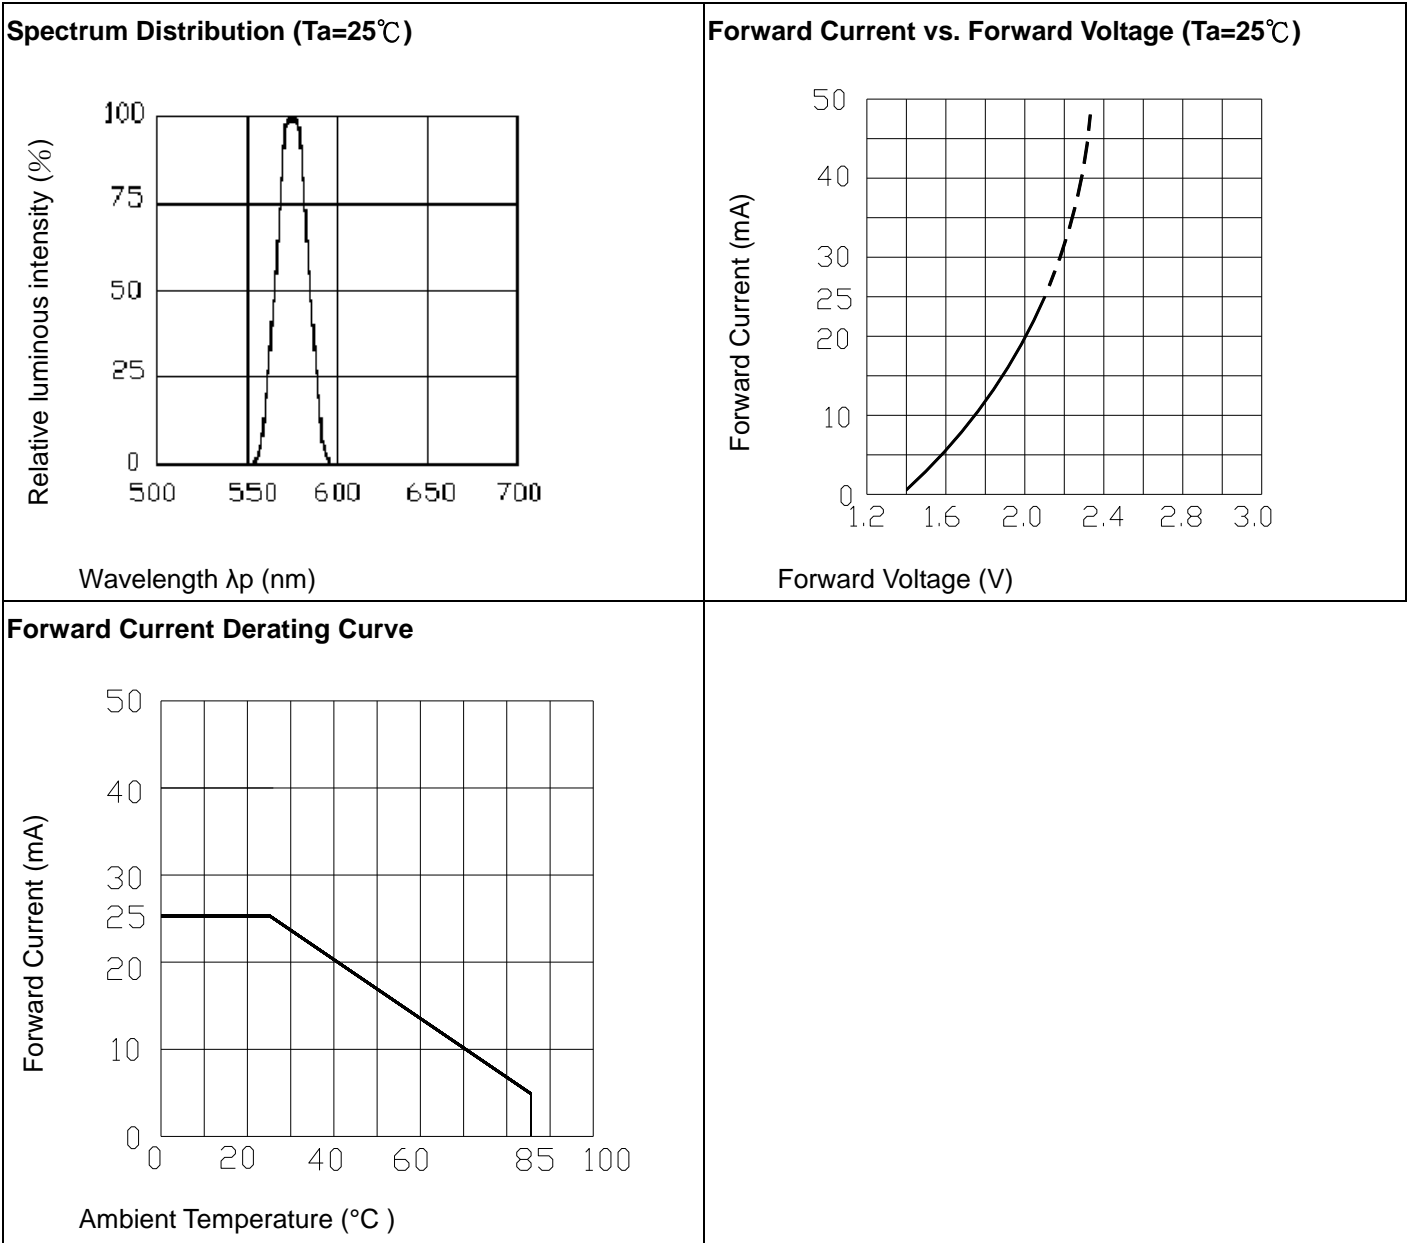 Spectrum Distribution (Ta=25℃)
100
75
50
25
0
500 550 600 650 700
Relative luminous intensity (%)
Wavelength λp (nm)
Forward Current vs. Forward Voltage (Ta=25℃)
50
40
30
25
20
10
0
1.2 1.6 2.0 2.4 2.8 3.0
Forward Current (mA)
Forward Voltage (V)
Forward Current Derating Curve
50
40
30
25
20
10
0
0 20 40 60 85 100
Forward Current (mA)
Ambient Temperature (°C )